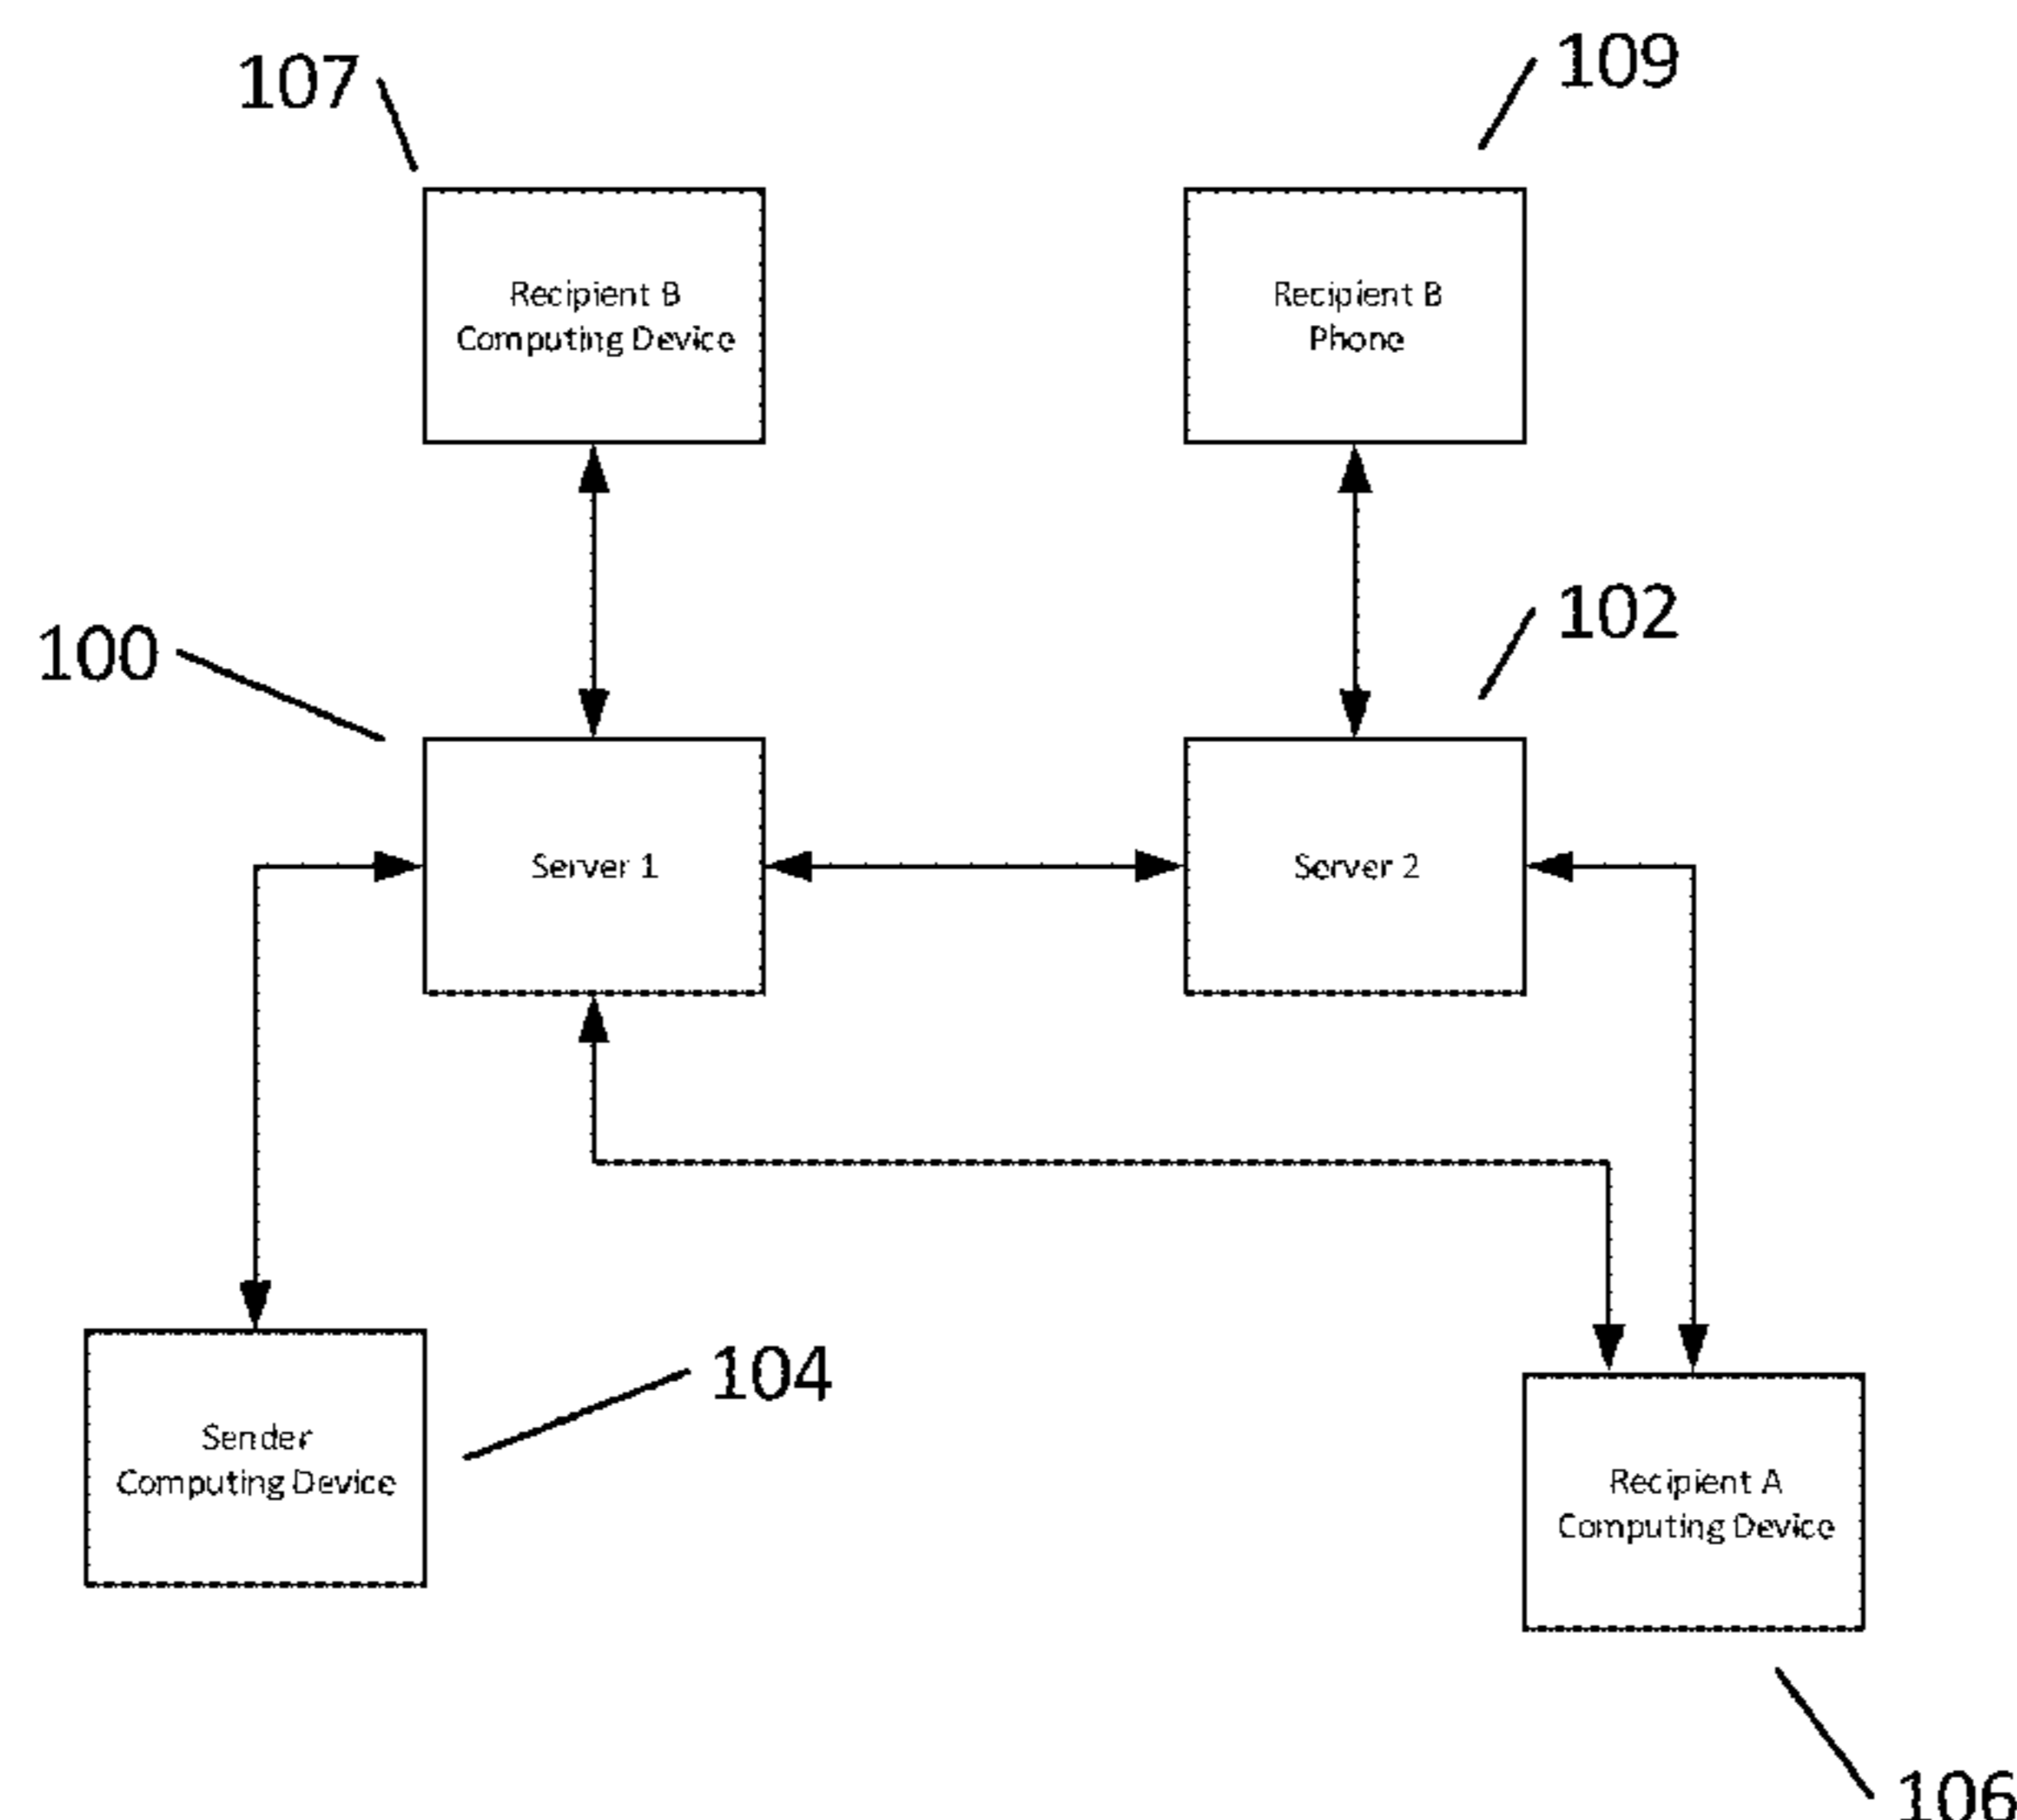 107
109
Recipient B
Computing Device
Recipient B
Phone
100
102
Server 1
Server 2
104
Sender
Computing Device
Recipient A
Computing Device
106